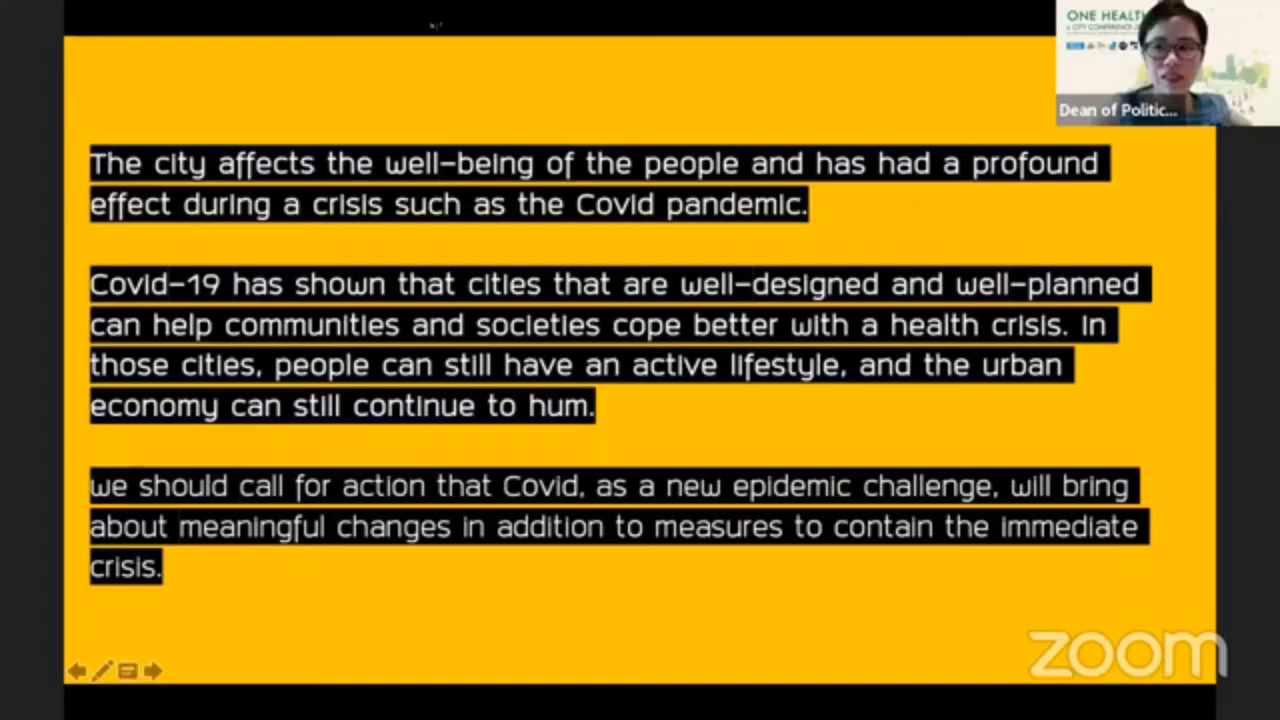 ONE HEALTH
CITY CONFERENCE
Dean of Politic...
The city affects the well-being of the people and has had a profound
effect during a crisis such as the Covid pandemic.
Covid-19 has shown that cities that are well-designed and well-planned
can help communities and societies cope better with a health crisis. In
those cities, people can still have an active lifestyle, and the urban
economy can still continue to hum.
we should call for action that Covid, as a new epidemic challenge, will bring
about meaningful changes in addition to measures to contain the immediate
crisis.
zoom